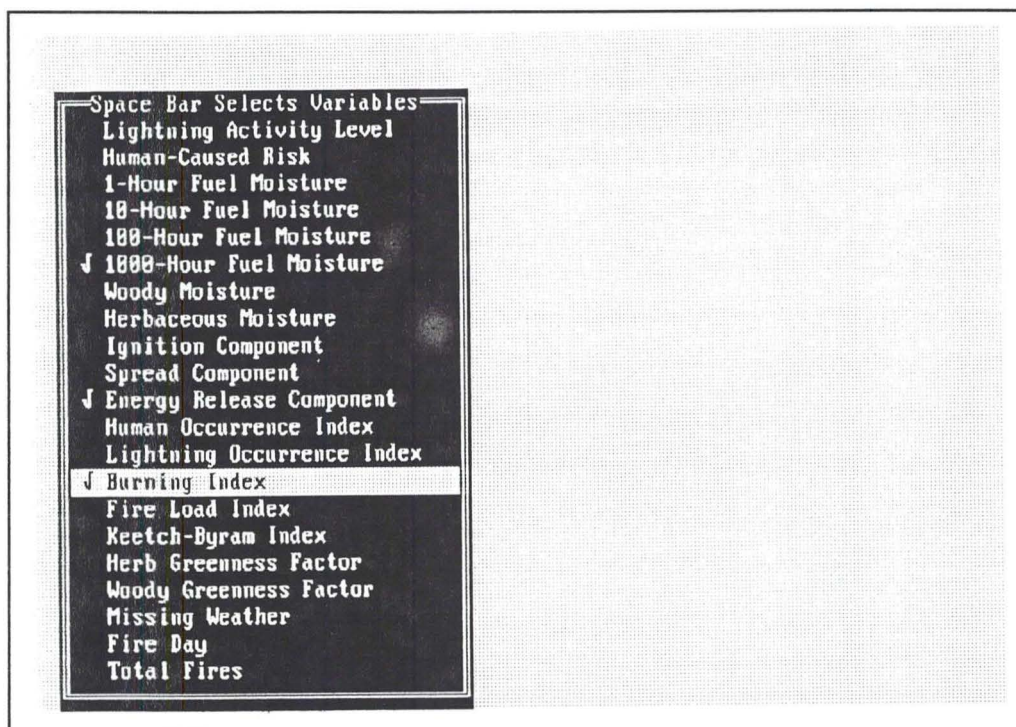 Space Bar Selects Variables
Lightning Activity Level
Human-Caused Risk
1-Hour Fuel Moisture
10-Hour Fuel Moisture
100-Hour Fuel Moisture
√ 1000-Hour Fuel Moisture
Woody Moisture
Herbaceous Moisture
Ignition Component
Spread Component
√ Energy Release Component
Human Occurrence Index
Lightning Occurrence Index
√ Burning Index
Fire Load Index
Keetch-Byram Index
Herb Greenness Factor
Woody Greenness Factor
Missing Weather
Fire Day
Total Fires